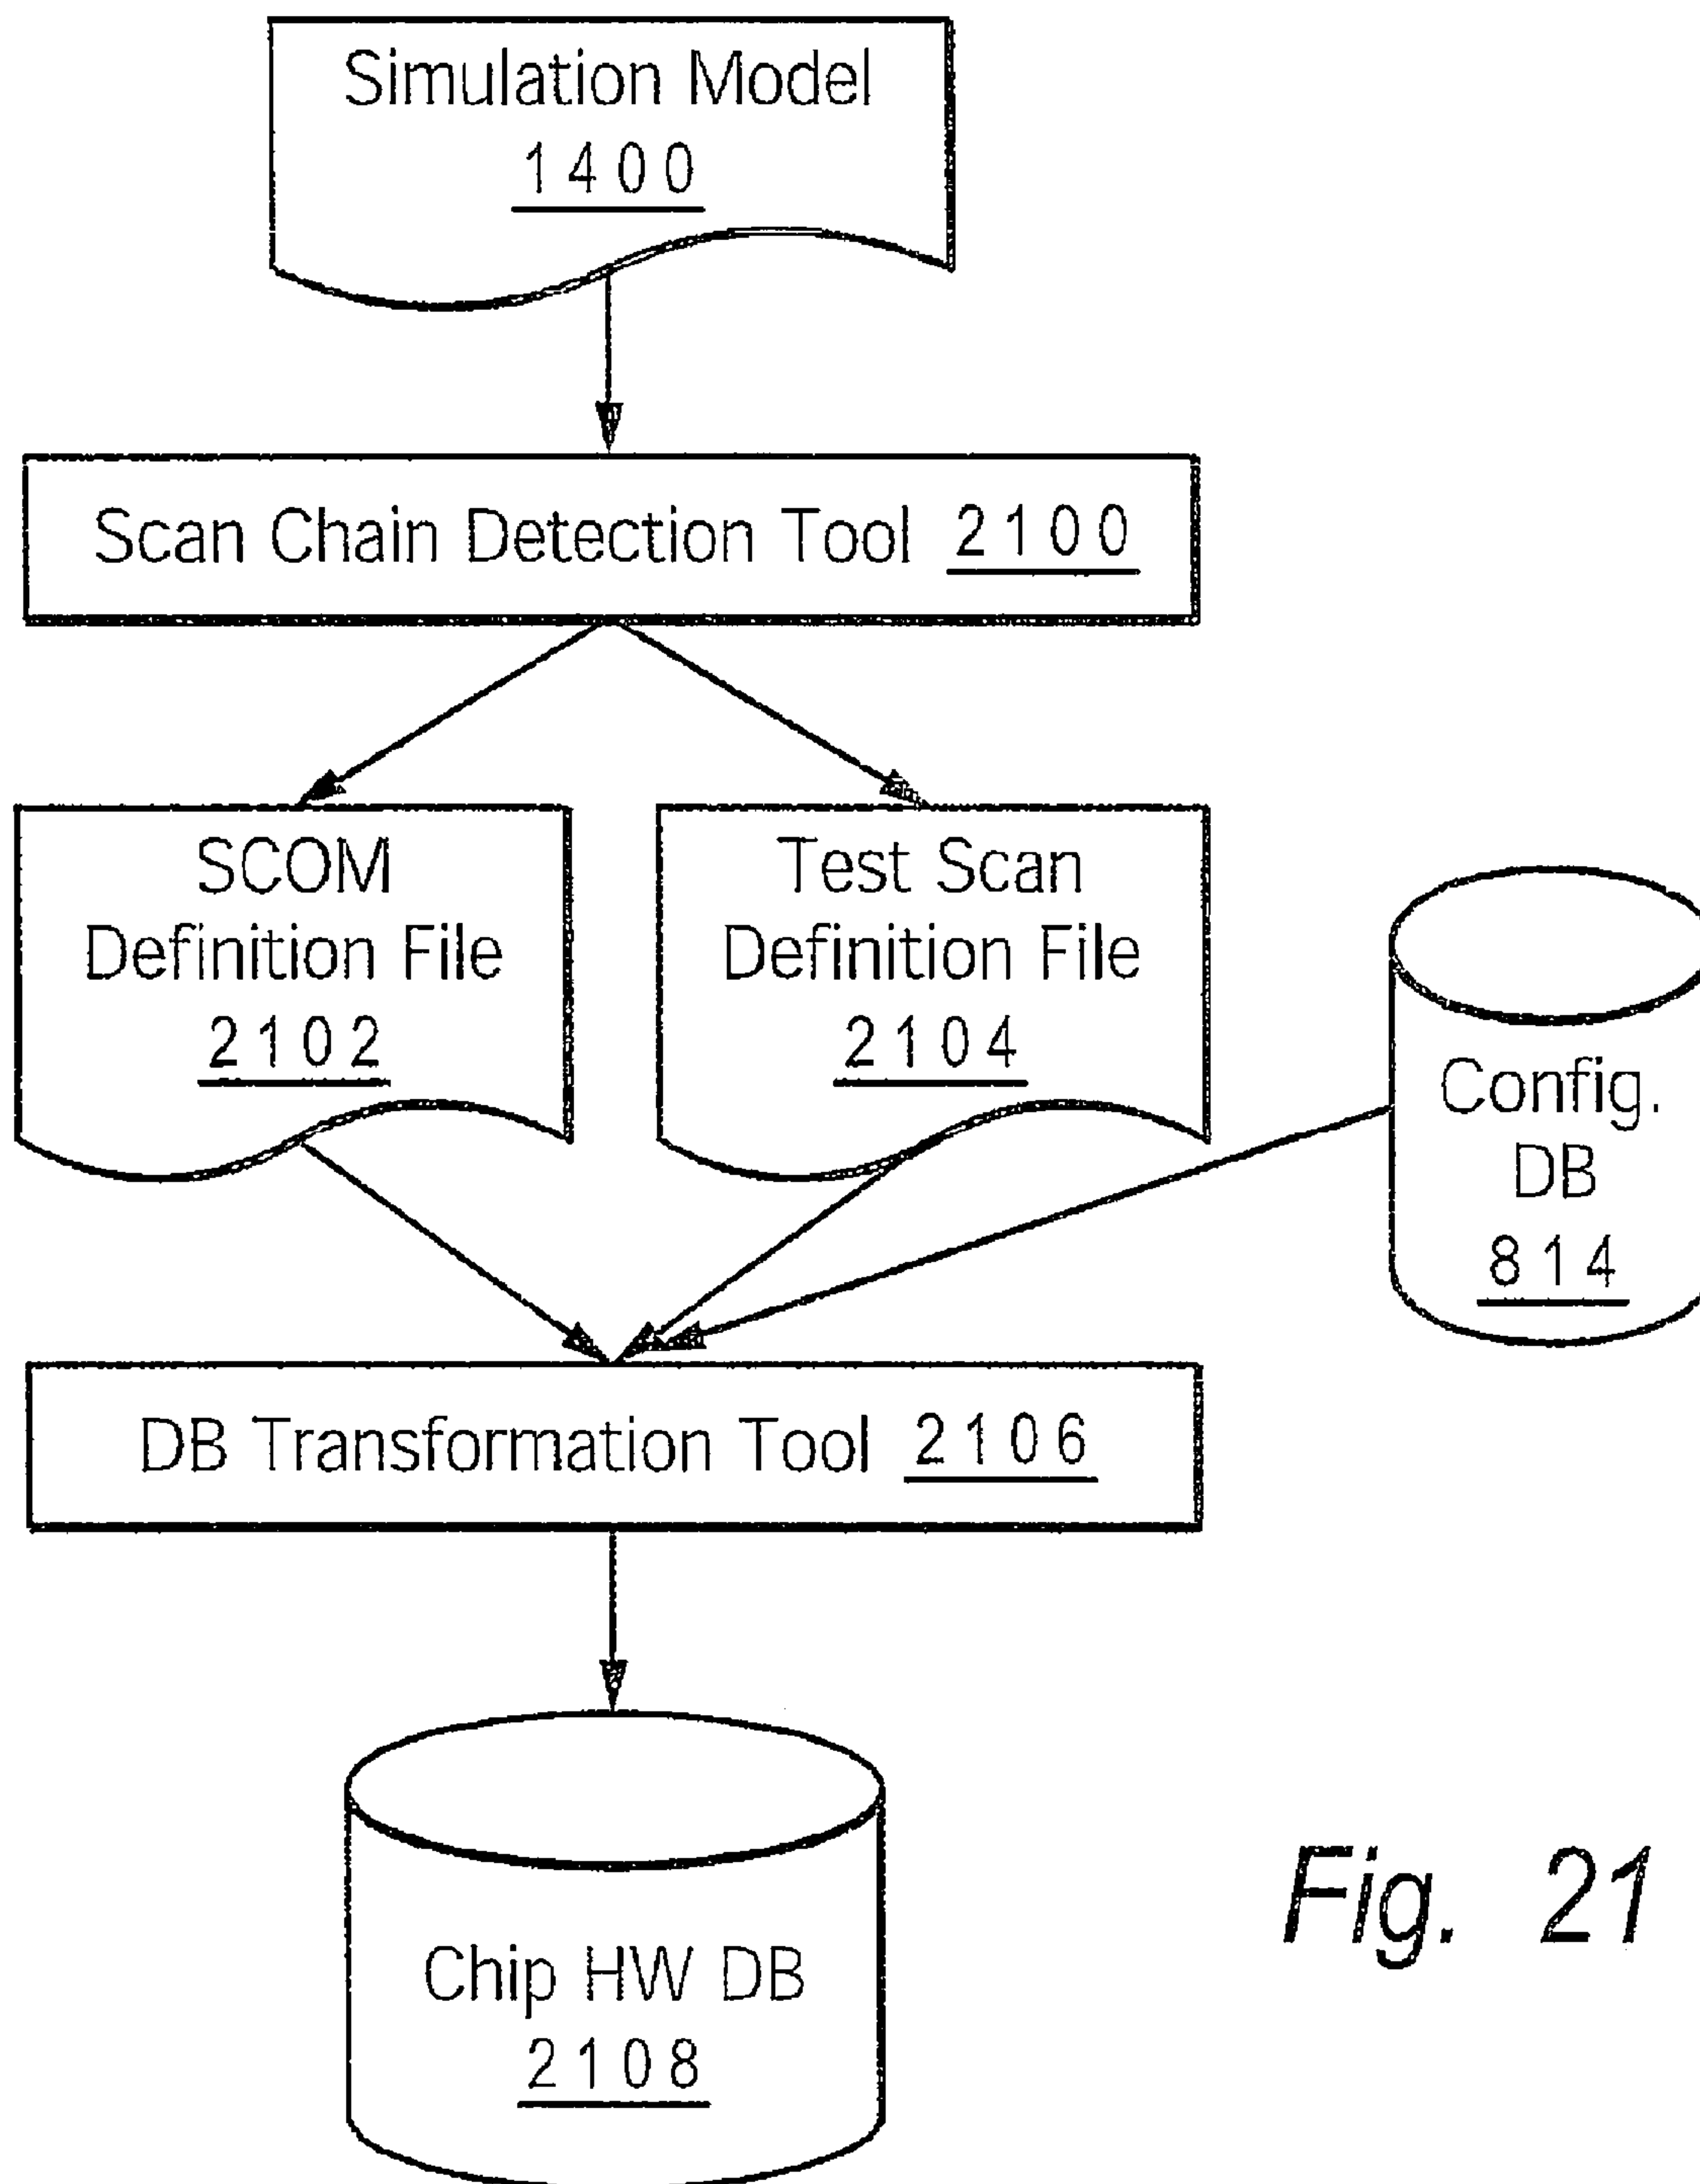 Simulation Model
1400
Scan Chain Detection Tool 2100
SCOM
Definition File
2102
Test Scan
Definition File
2104
Config.
DB
814
DB Transformation Tool 2106
Chip HW DB
2108
Fig. 21